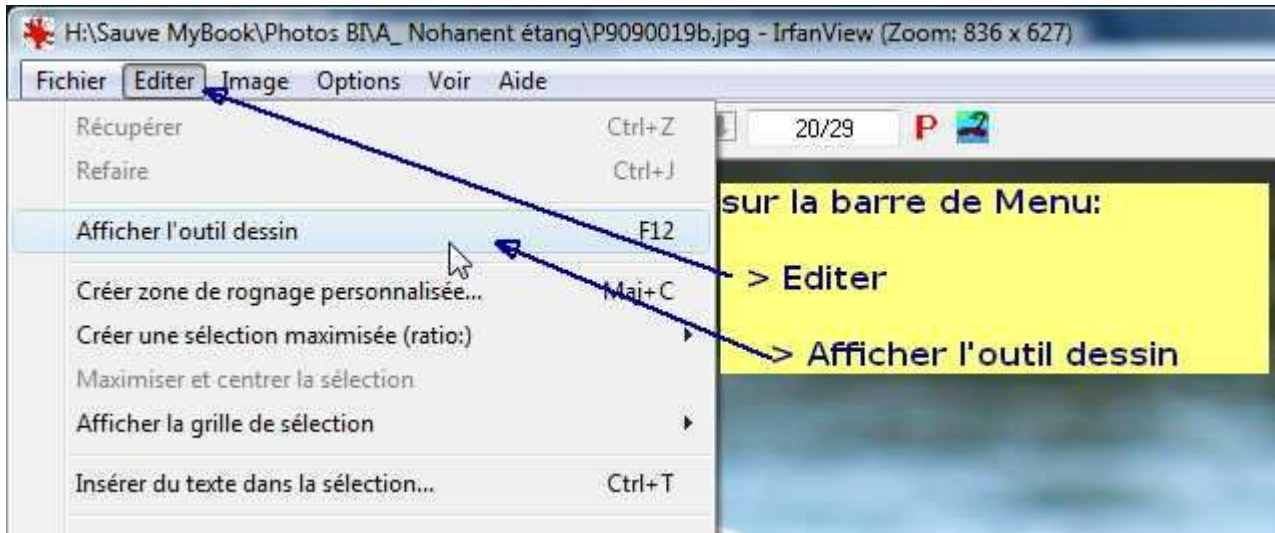 H:\Sauve MyBook\Photos BI\A_ Nohanent étang\P9090019b.jpg - IrfanView (Zoom: 836 x 627)
Fichier Editer Image Options Voir Aide
20/29 P
Récupérer Ctrl+Z
Refaire Ctrl+J
Afficher l'outil dessin F12
Créer zone de rognage personnalisée... Maj+C
Créer une sélection maximisée (ratio:)
Maximiser et centrer la sélection
Afficher la grille de sélection
Insérer du texte dans la sélection... Ctrl+T
sur la barre de Menu:
> Editer
> Afficher l'outil dessin